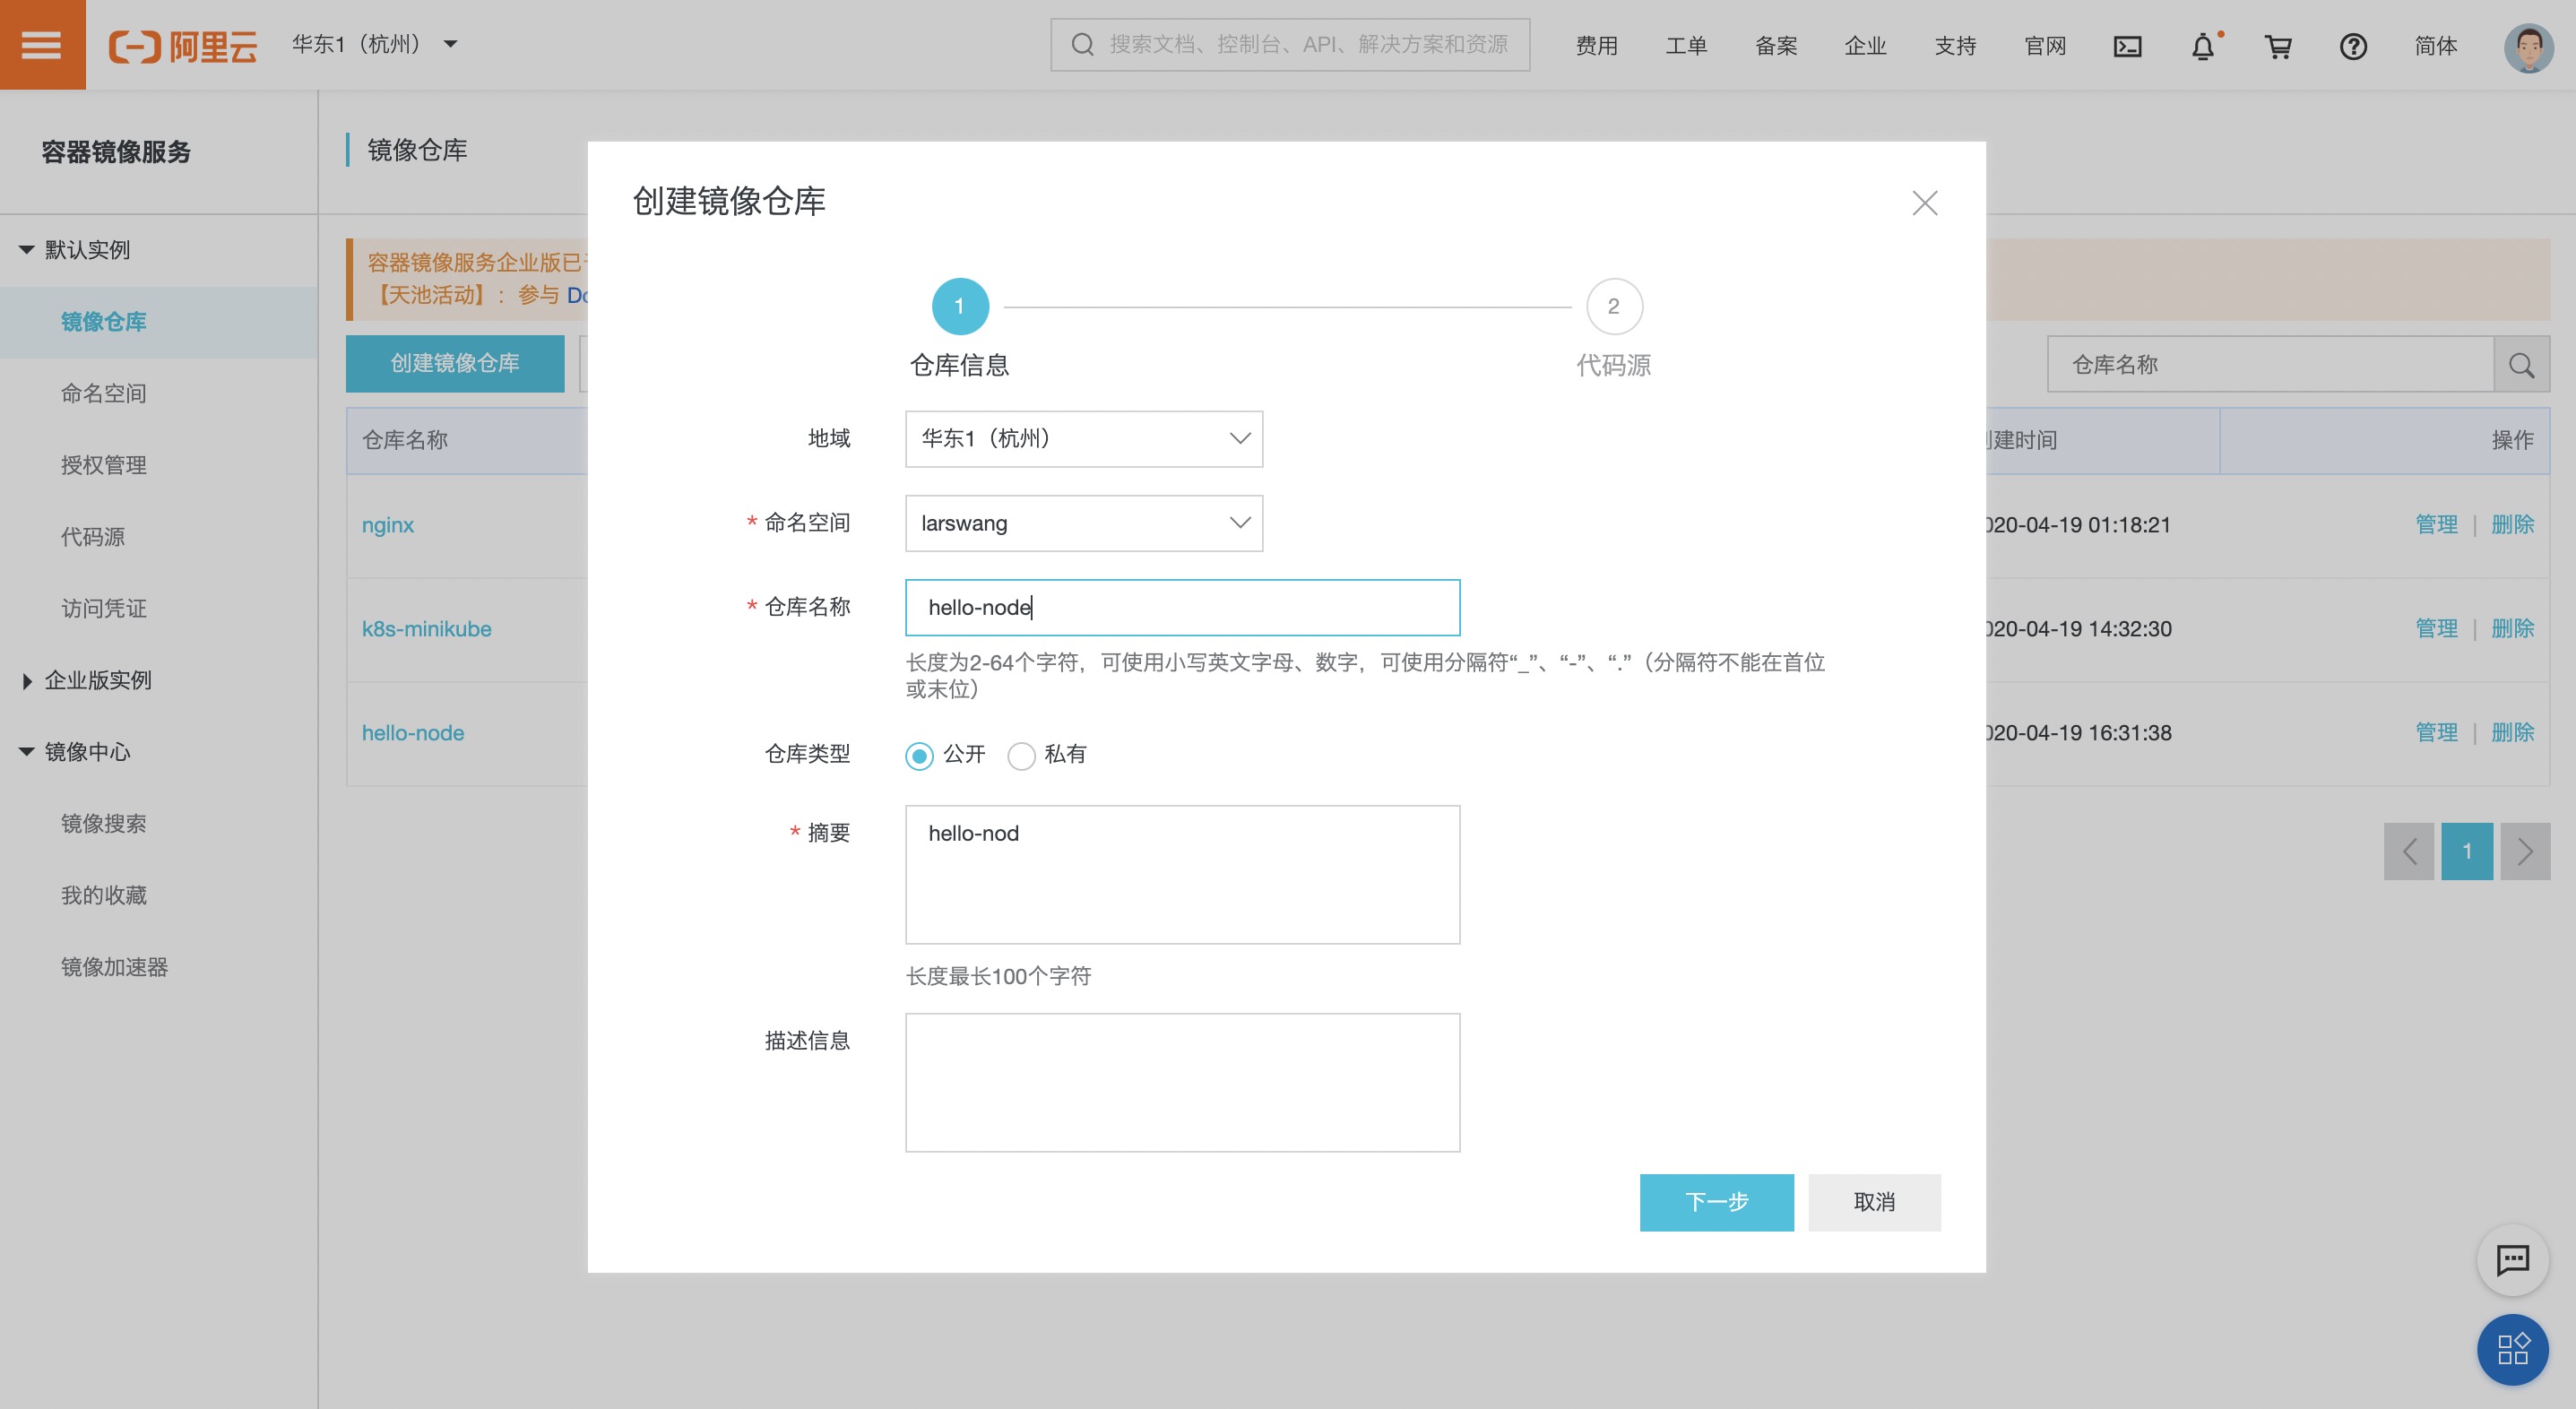 阿里云
华东1（杭州）
搜索文档、控制台、API、解决方案和资源
费用
工单
备案
企业
支持
官网
简体
容器镜像服务
默认实例
镜像仓库
命名空间
授权管理
代码源
访问凭证
企业版实例
镜像中心
镜像搜索
我的收藏
镜像加速器
镜像仓库
容器镜像服务企业版已
【天池活动】：参与 Do
创建镜像仓库
仓库名称
仓库名称
创建时间
操作
nginx
020-04-19 01:18:21
管理 | 删除
k8s-minikube
020-04-19 14:32:30
管理 | 删除
hello-node
020-04-19 16:31:38
管理 | 删除
1
创建镜像仓库
1
2
仓库信息
代码源
地域
华东1（杭州）
* 命名空间
larswang
* 仓库名称
hello-node
长度为2-64个字符，可使用小写英文字母、数字，可使用分隔符“_”、“-”、“.”（分隔符不能在首位
或末位）
仓库类型
公开
私有
* 摘要
hello-nod
长度最长100个字符
描述信息
下一步
取消